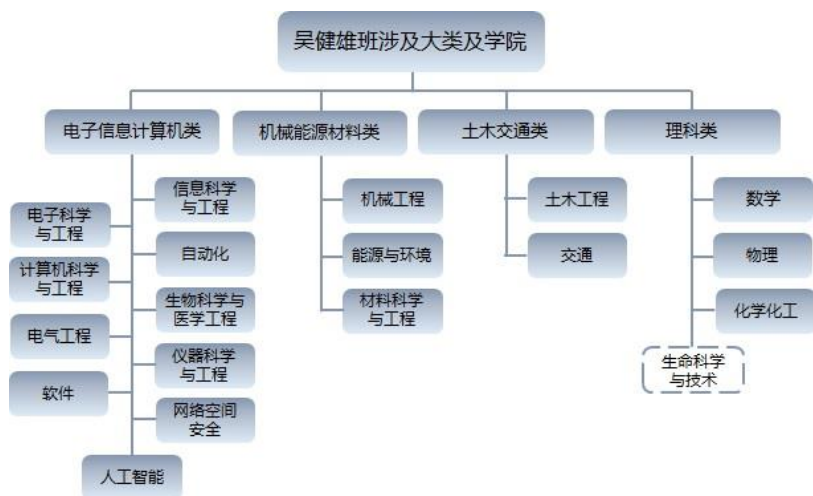 吴健雄班涉及大类及学院
电子信息计算机类
机械能源材料类
土木交通类
理科类
信息科学
与工程
电子科学
与工程
自动化
计算机科学
与工程
生物科学与
医学工程
电气工程
仪器科学
与工程
软件
网络空间
安全
人工智能
机械工程
能源与环境
材料科学
与工程
土木工程
交通
数学
物理
化学化工
生命科学
与技术